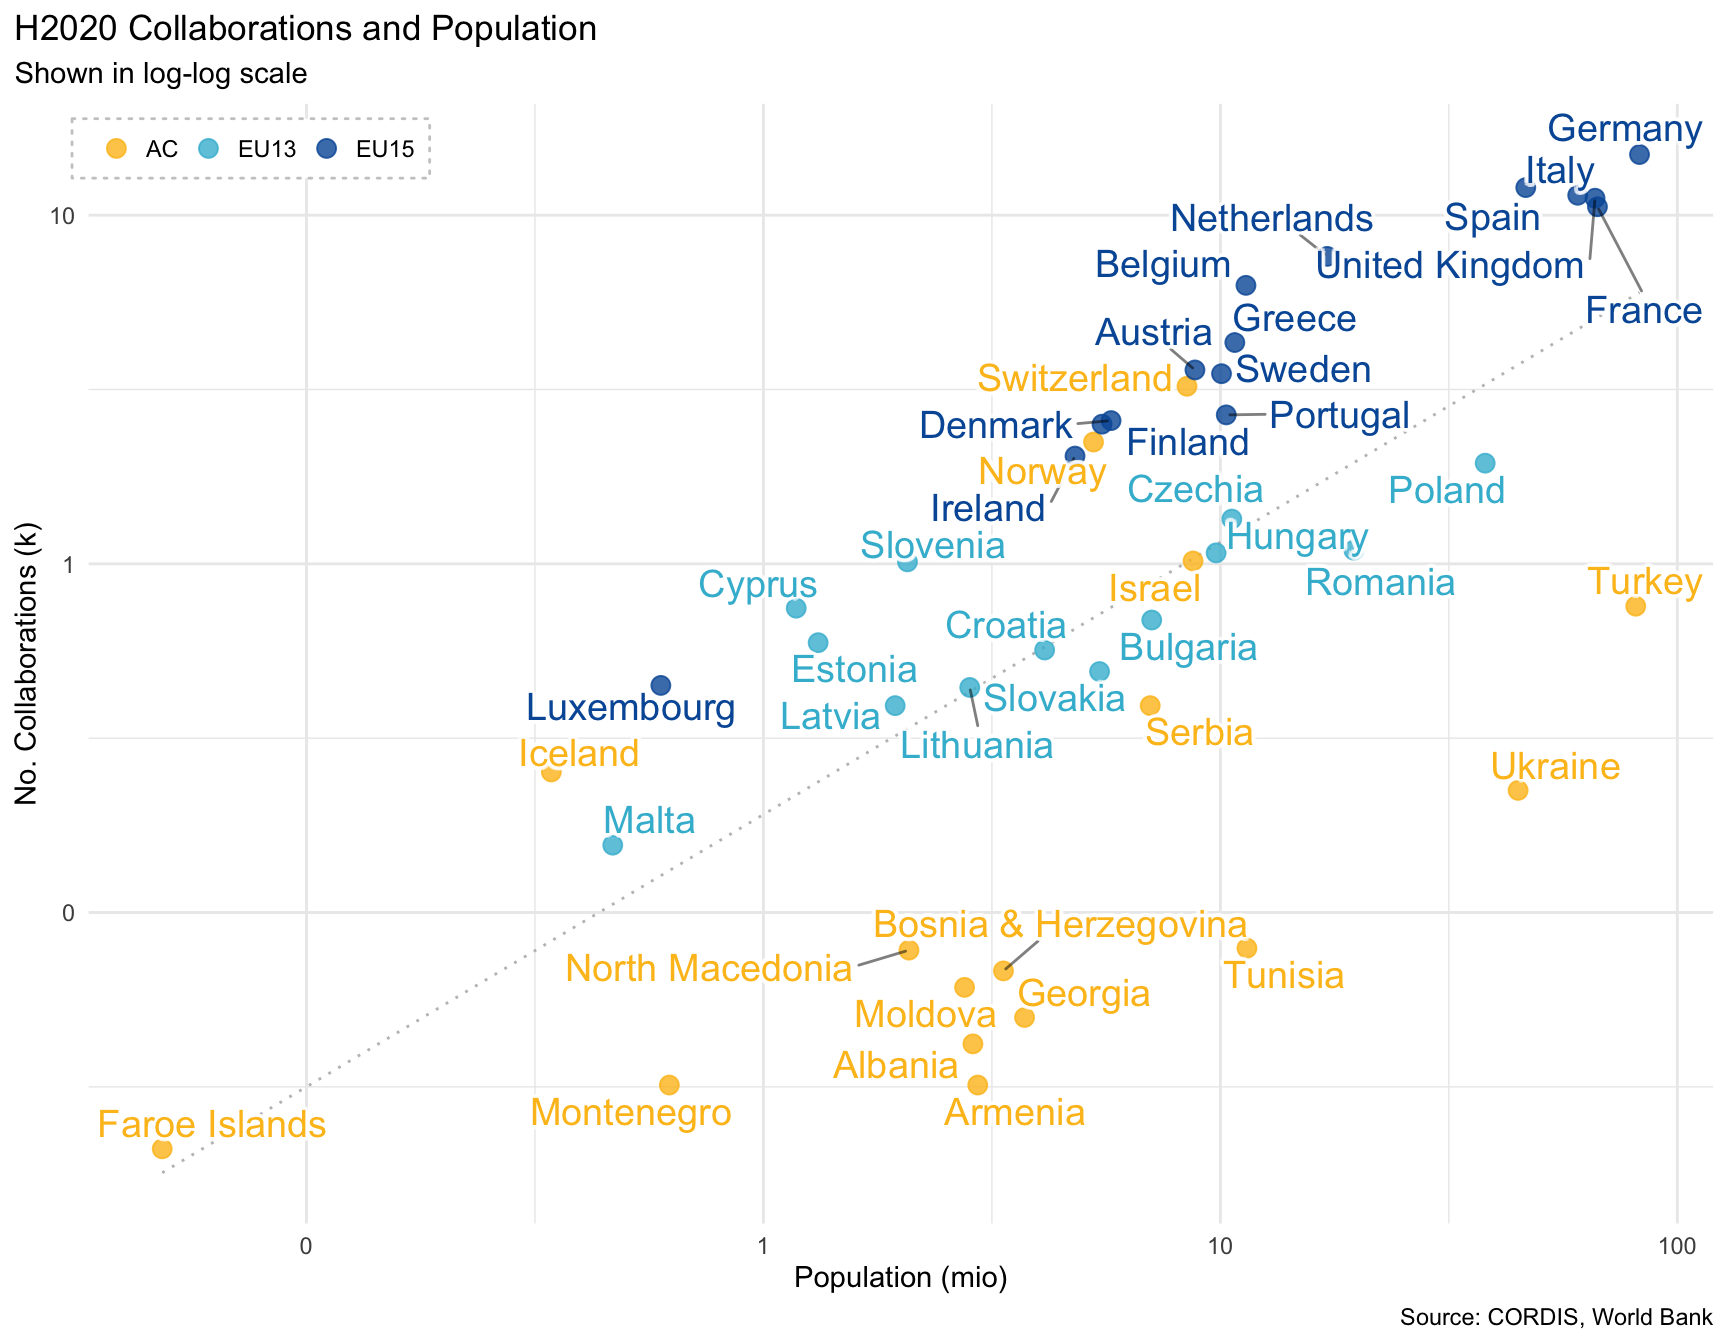 H2020 Collaborations and Population
Shown in log-log scale
AC EU13 EU15
Germany
Italy
Netherlands
Spain
Belgium
United Kingdom
France
Greece
Austria
Sweden
Switzerland
Portugal
Denmark
Finland
Norway
Czechia
Poland
Ireland
Hungary
Slovenia
Romania
Turkey
Cyprus
Israel
Croatia
Bulgaria
Estonia
Slovakia
Luxembourg
Latvia
Serbia
Lithuania
Iceland
Ukraine
Malta
Bosnia & Herzegovina
North Macedonia
Tunisia
Georgia
Moldova
Albania
Montenegro
Armenia
Faroe Islands
10
1
0
No. Collaborations (k)
0 1 10 100
Population (mio)
Source: CORDIS, World Bank